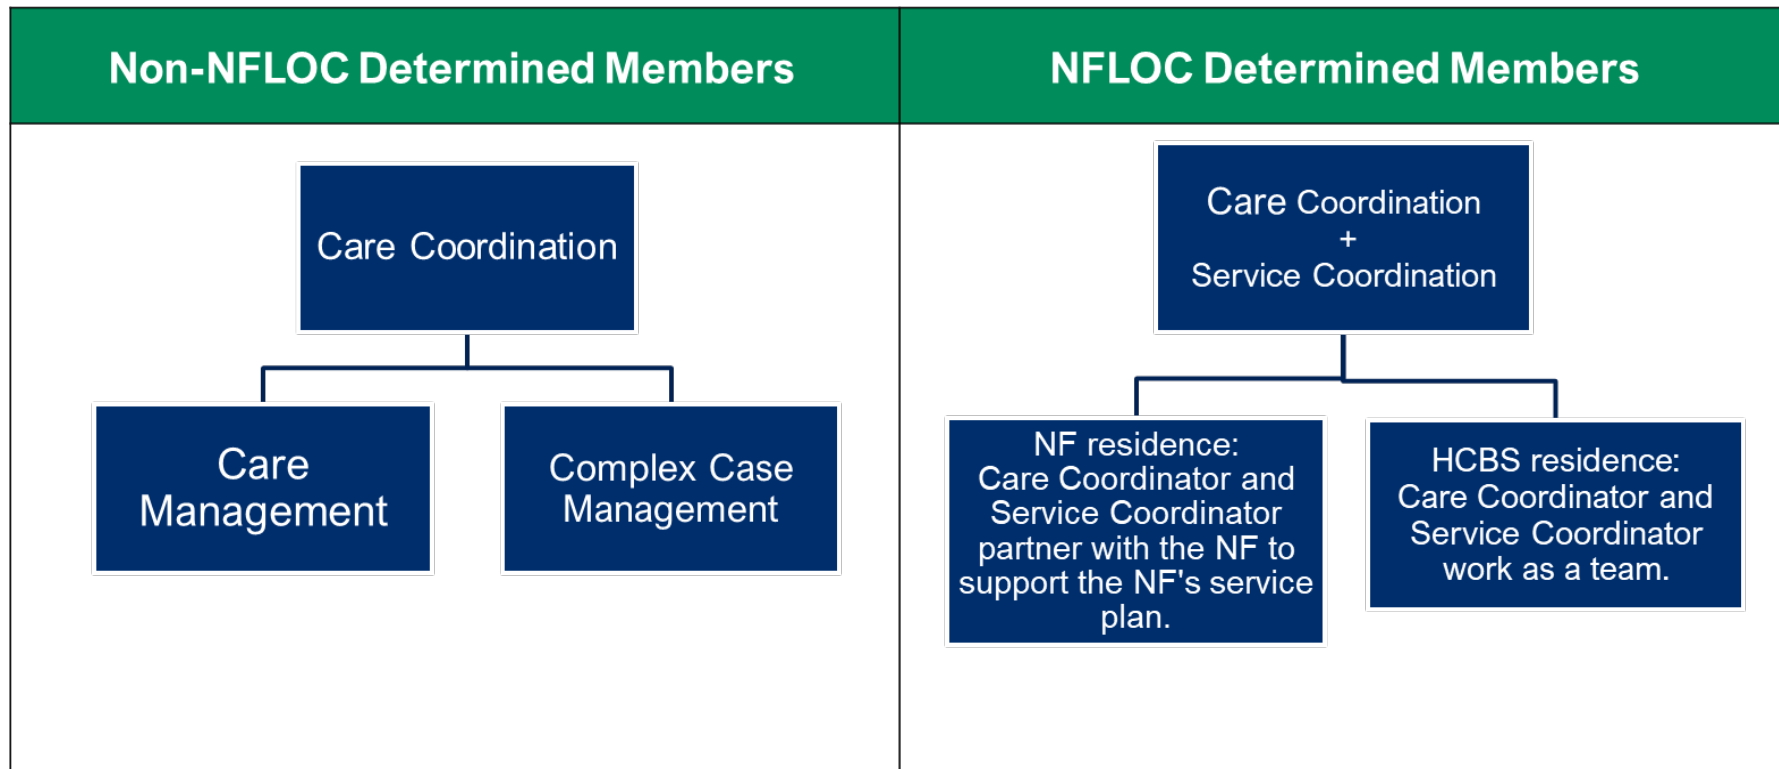 Non-NFLOC Determined Members
NFLOC Determined Members
Care Coordination
Care
Management
Complex Case
Management
Care Coordination
+
Service Coordination
NF residence:
Care Coordinator and
Service Coordinator
partner with the NF to
support the NF's service
plan.
HCBS residence:
Care Coordinator and
Service Coordinator
work as a team.